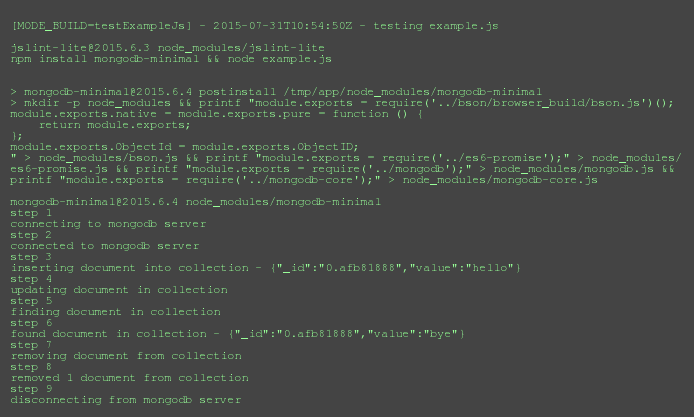 [MODE_BUILD=testExampleJs] - 2015-07-31T10:54:50Z - testing example.js
jslint-lite@2015.6.3 node_modules/jslint-lite
npm install mongodb-minimal && node example.js
> mongodb-minimal@2015.6.4 postinstall /tmp/app/node_modules/mongodb-minimal
> mkdir -p node_modules && printf "module.exports = require('../bson/browser_build/bson.js')();
module.exports.native = module.exports.pure = function () {
    return module.exports;
};
module.exports.ObjectId = module.exports.ObjectID;
" > node_modules/bson.js && printf "module.exports = require('../es6-promise');" > node_modules/
es6-promise.js && printf "module.exports = require('../mongodb');" > node_modules/mongodb.js &&
printf "module.exports = require('../mongodb-core');" > node_modules/mongodb-core.js
mongodb-minimal@2015.6.4 node_modules/mongodb-minimal
step 1
connecting to mongodb server
step 2
connected to mongodb server
step 3
inserting document into collection - {"_id":"0.afb81888","value":"hello"}
step 4
updating document in collection
step 5
finding document in collection
step 6
found document in collection - {"_id":"0.afb81888","value":"bye"}
step 7
removing document from collection
step 8
removed 1 document from collection
step 9
disconnecting from mongodb server